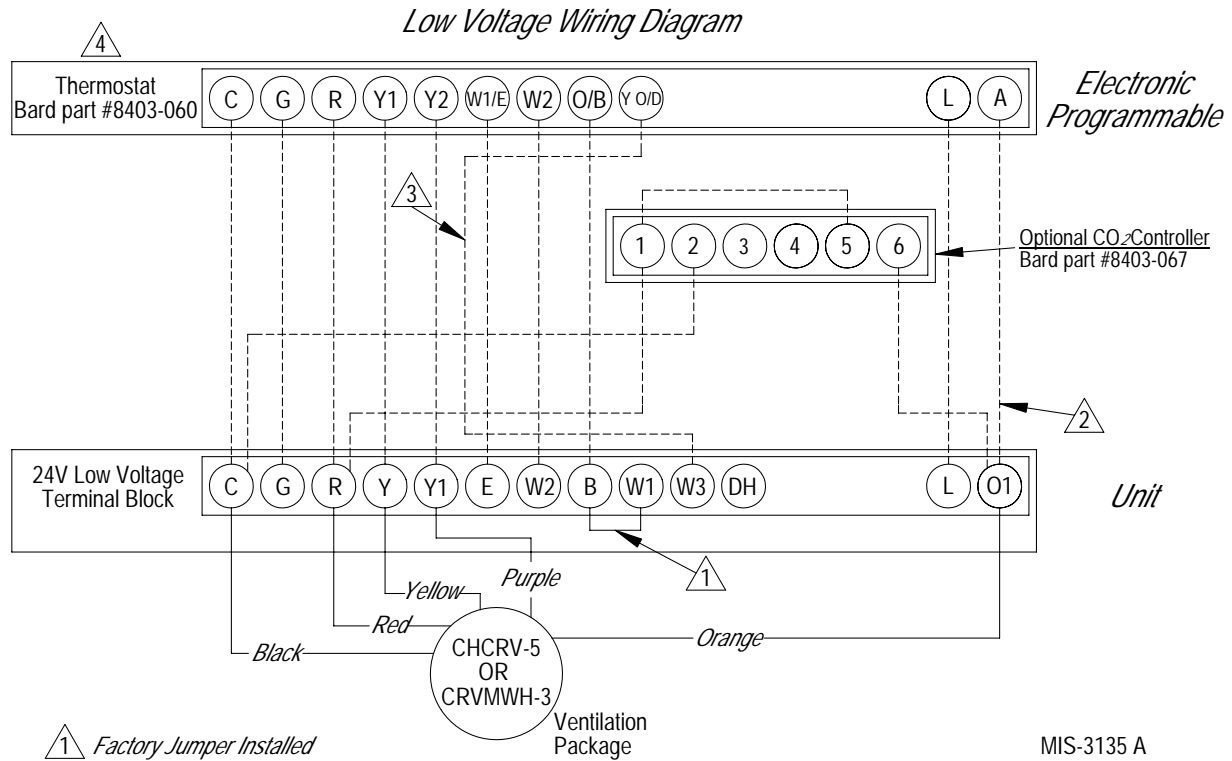 Low Voltage Wiring Diagram
4
Thermostat
Bard part #8403-060
C G R Y1 Y2 W1/E W2 O/B Y O/D L A
Electronic
Programmable
3
1 2 3 4 5 6
Optional CO2Controller
Bard part #8403-067
2
24V Low Voltage
Terminal Block
C G R Y Y1 E W2 B W1 W3 DH L O1
Unit
1
Yellow
Purple
Red
Black
Orange
CHCRV-5
OR
CRVMWH-3
Ventilation
Package
1 Factory Jumper Installed
MIS-3135 A